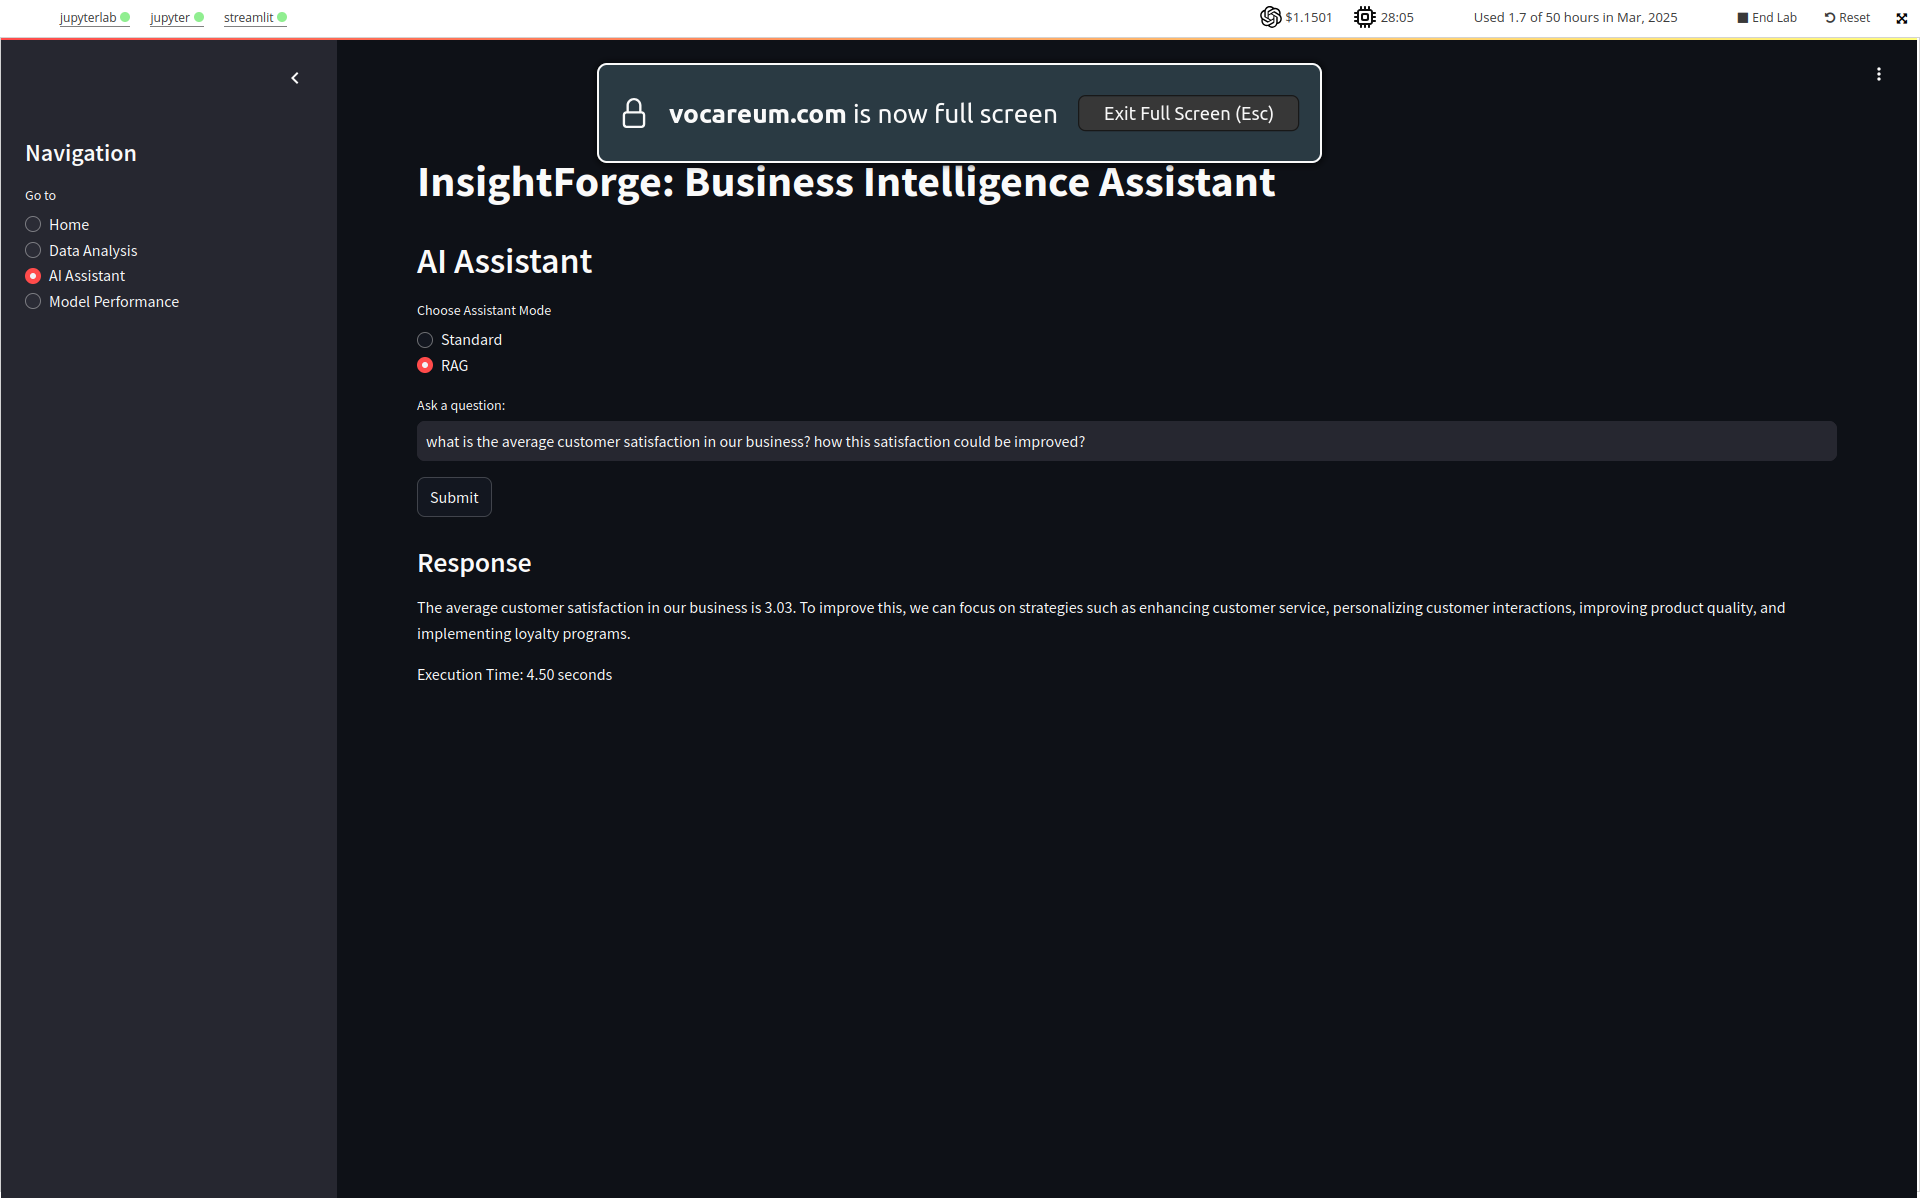 jupyterlab jupyter streamlit $1.1501 28:05 Used 1.7 of 50 hours in Mar, 2025 End Lab Reset
vocareum.com is now full screen Exit Full Screen (Esc)
Navigation
Go to
Home
Data Analysis
AI Assistant
Model Performance
InsightForge: Business Intelligence Assistant
AI Assistant
Choose Assistant Mode
Standard
RAG
Ask a question:
what is the average customer satisfaction in our business? how this satisfaction could be improved?
Submit
Response
The average customer satisfaction in our business is 3.03. To improve this, we can focus on strategies such as enhancing customer service, personalizing customer interactions, improving product quality, and
implementing loyalty programs.
Execution Time: 4.50 seconds